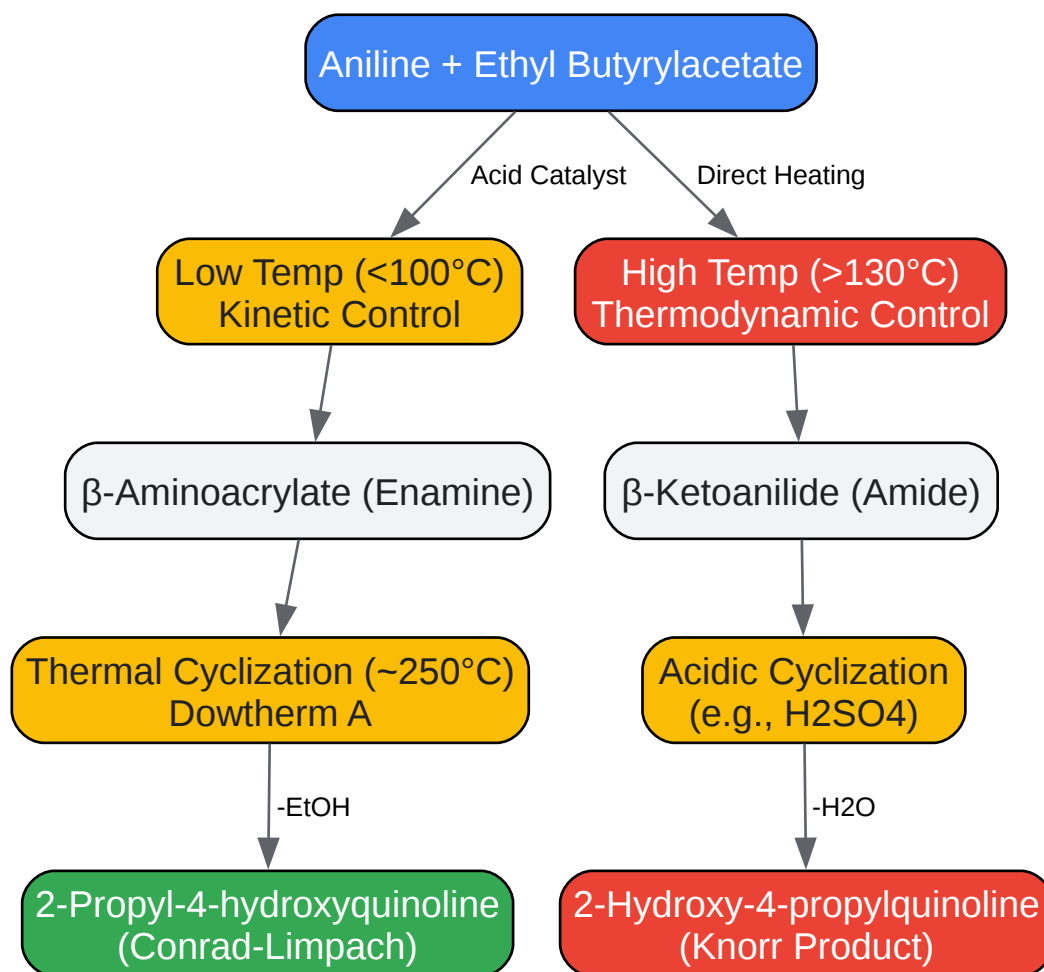 Aniline + Ethyl Butyrylacetate
Acid Catalyst
Direct Heating
Low Temp (<100°C)
Kinetic Control
High Temp (>130°C)
Thermodynamic Control
β-Aminoacrylate (Enamine)
β-Ketoanilide (Amide)
Thermal Cyclization (~250°C)
Dowtherm A
Acidic Cyclization
(e.g., H2SO4)
-EtOH
-H2O
2-Propyl-4-hydroxyquinoline
(Conrad-Limpach)
2-Hydroxy-4-propylquinoline
(Knorr Product)